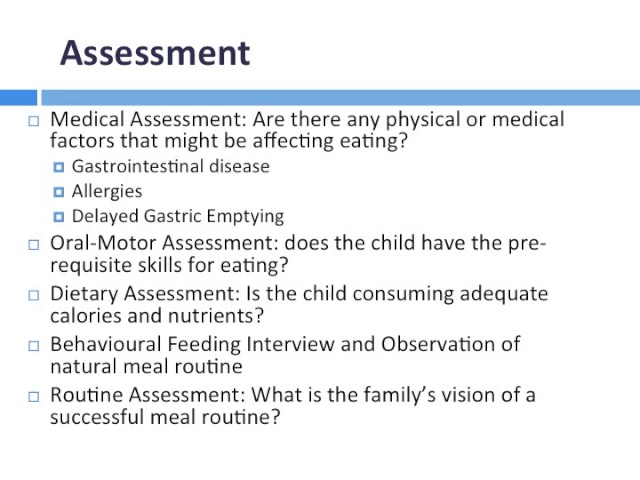 Assessment
Medical Assessment: Are there any physical or medical
factors that might be affecting eating?
Gastrointestinal disease
Allergies
Delayed Gastric Emptying
Oral-Motor Assessment: does the child have the pre-
requisite skills for eating?
Dietary Assessment: Is the child consuming adequate
calories and nutrients?
Behavioural Feeding Interview and Observation of
natural meal routine
Routine Assessment: What is the family’s vision of a
successful meal routine?